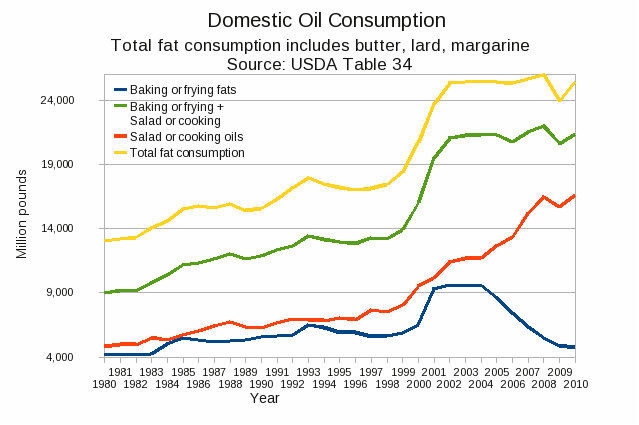 Domestic Oil Consumption
Total fat consumption includes butter, lard, margarine
Source: USDA Table 34
Baking or frying fats
Baking or frying +
Salad or cooking
Salad or cooking oils
Total fat consumption
24,000
19,000
14,000
9,000
4,000
Million pounds
1981 1983 1985 1987 1989 1991 1993 1995 1997 1999 2001 2003 2005 2007 2009
1980 1982 1984 1986 1988 1990 1992 1994 1996 1998 2000 2002 2004 2006 2008 2010
Year